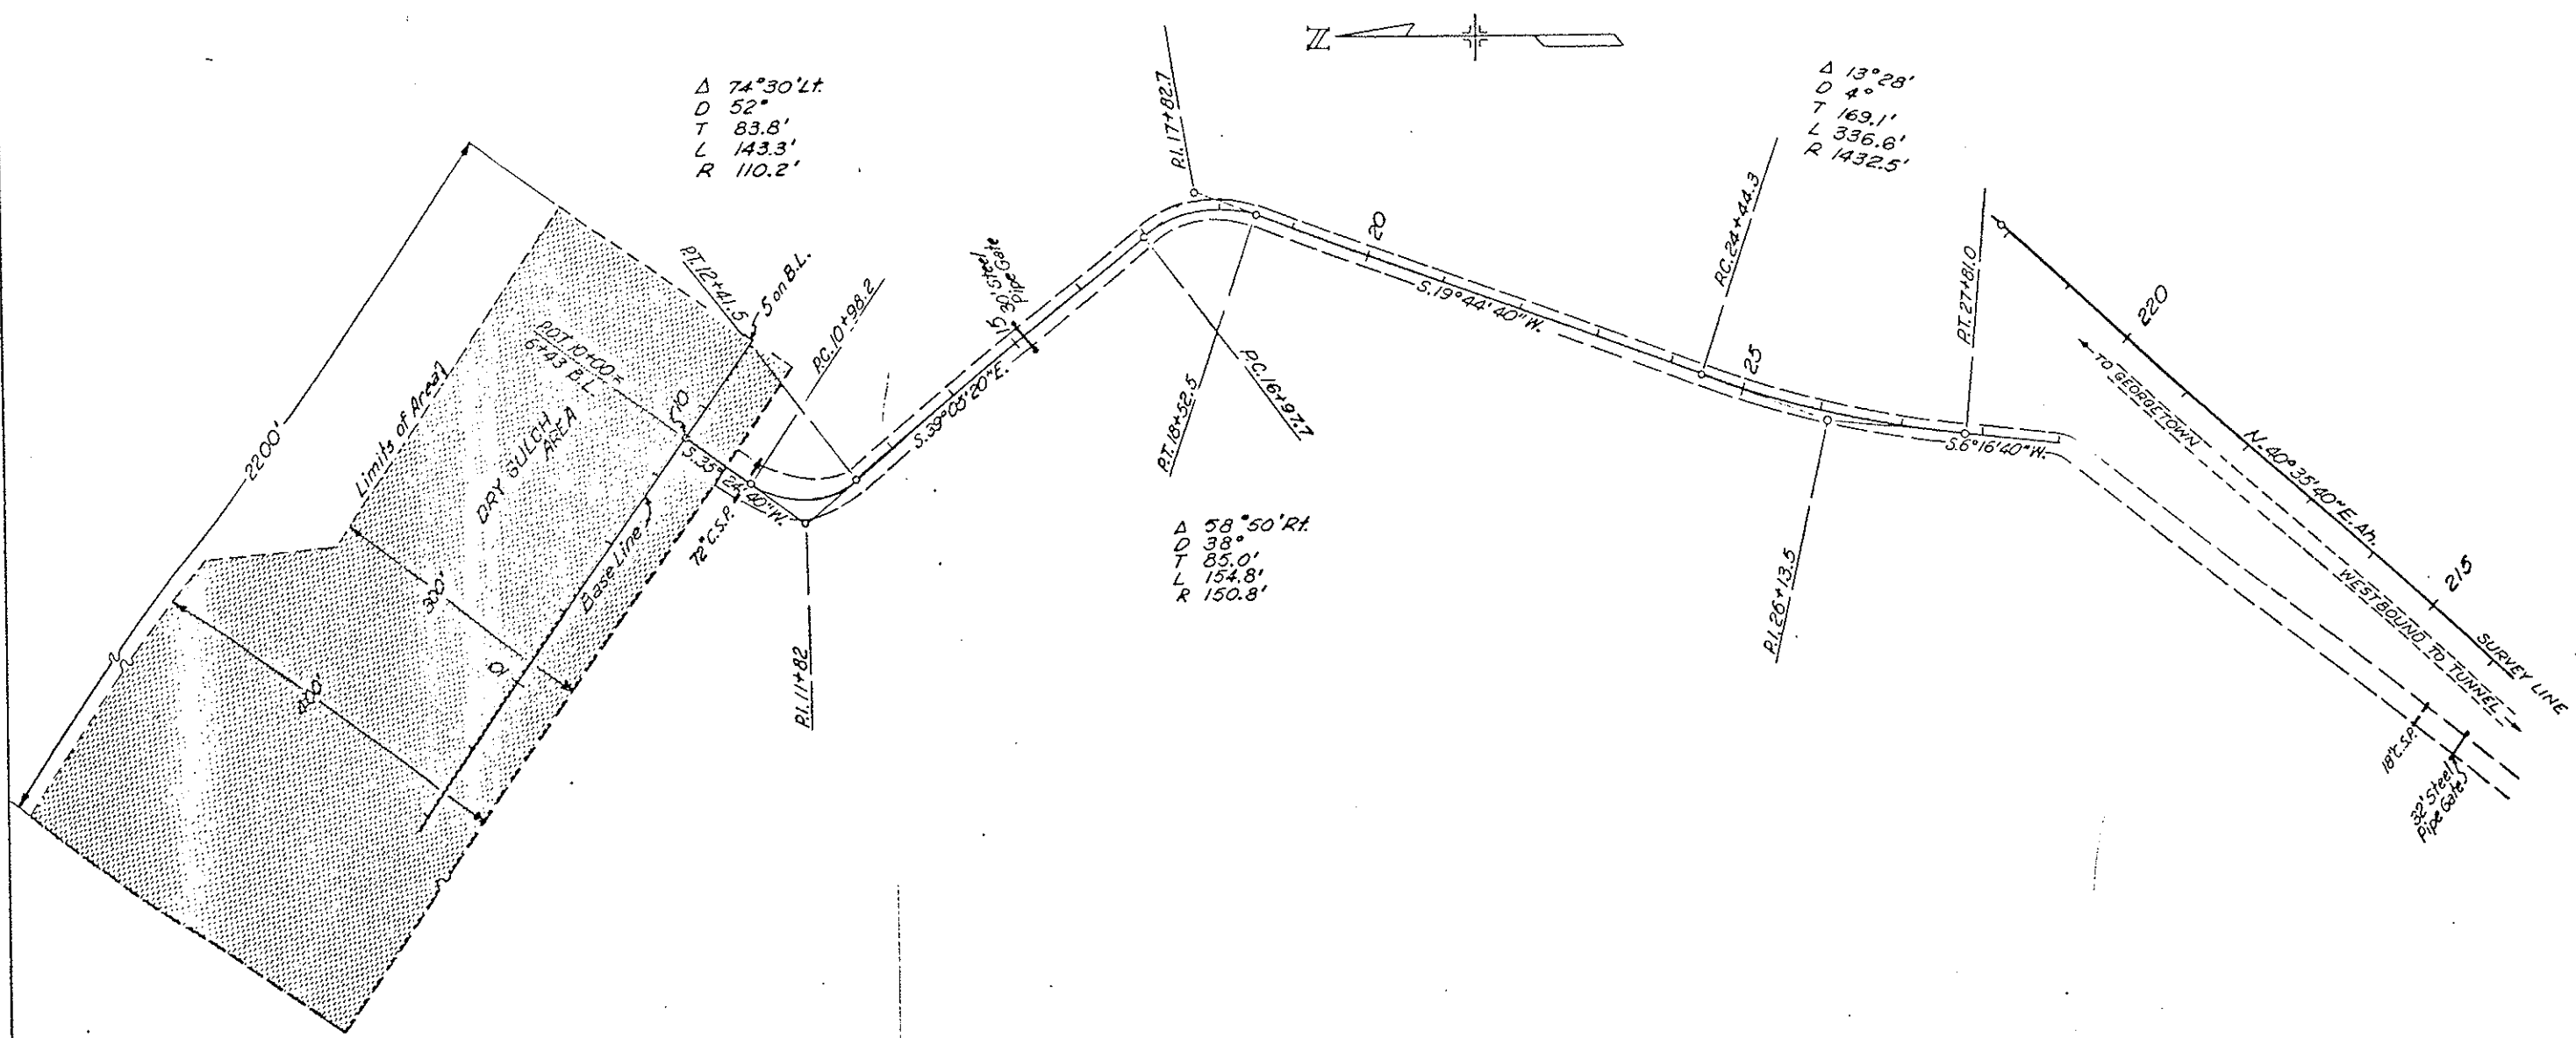 N
Δ 74°30' Lt.
D 52°
T 83.8'
L 143.3'
R 110.2'
P.I. 17+82.7
Δ 13°28'
D 4°
T 169.1'
L 336.6'
R 1432.5'
P.T. 12+41.5
5 on B.L.
P.C. 10+98.2
P.O.T. 10+00 =
6+43 B.L.
10
Limits of Area
DRY GULCH
AREA
2200'
300'
400'
Base Line
0
S.35°24'40"W.
72" C.S.P.
P.I. 11+82
15
30' Steel
Pipe Gate
S.39°05'20"E.
P.T. 18+52.5
P.C. 16+97.7
Δ 58°50' Rt.
D 38°
T 85.0'
L 154.8'
R 150.8'
20
S.19°44'40"W.
P.C. 24+44.3
25
P.T. 27+81.0
P.I. 26+13.5
S.6°16'40"W.
220
TO GEORGETOWN
N.40°35'40"E. Ah.
215
WESTBOUND TO TUNNEL
SURVEY LINE
18" C.S.P.
32' Steel
Pipe Gate